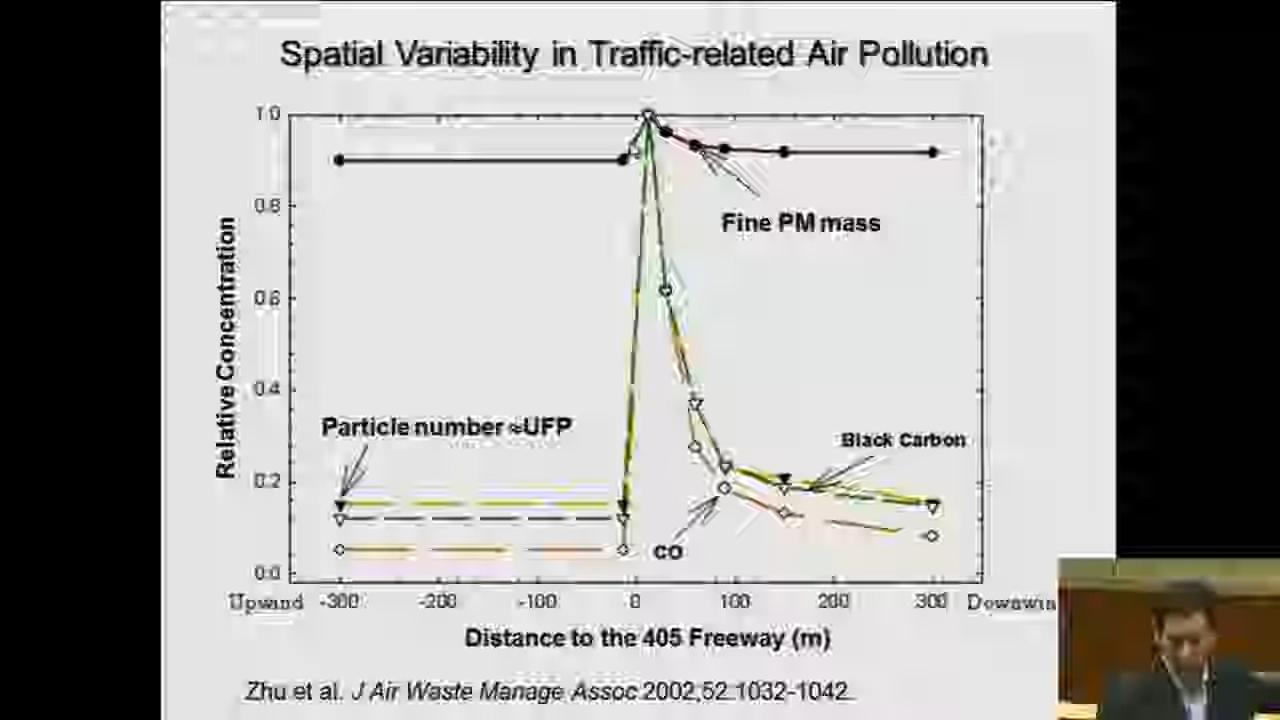 Spatial Variability in Traffic-related Air Pollution
1.0
0.8
0.6
0.4
0.2
0.0
Relative Concentration
Fine PM mass
Particle number ≈UFP
Black Carbon
CO
Upwind -300 -200 -100 0 100 200 300 Downwin
Distance to the 405 Freeway (m)
Zhu et al. J Air Waste Manage Assoc 2002;52:1032-1042.